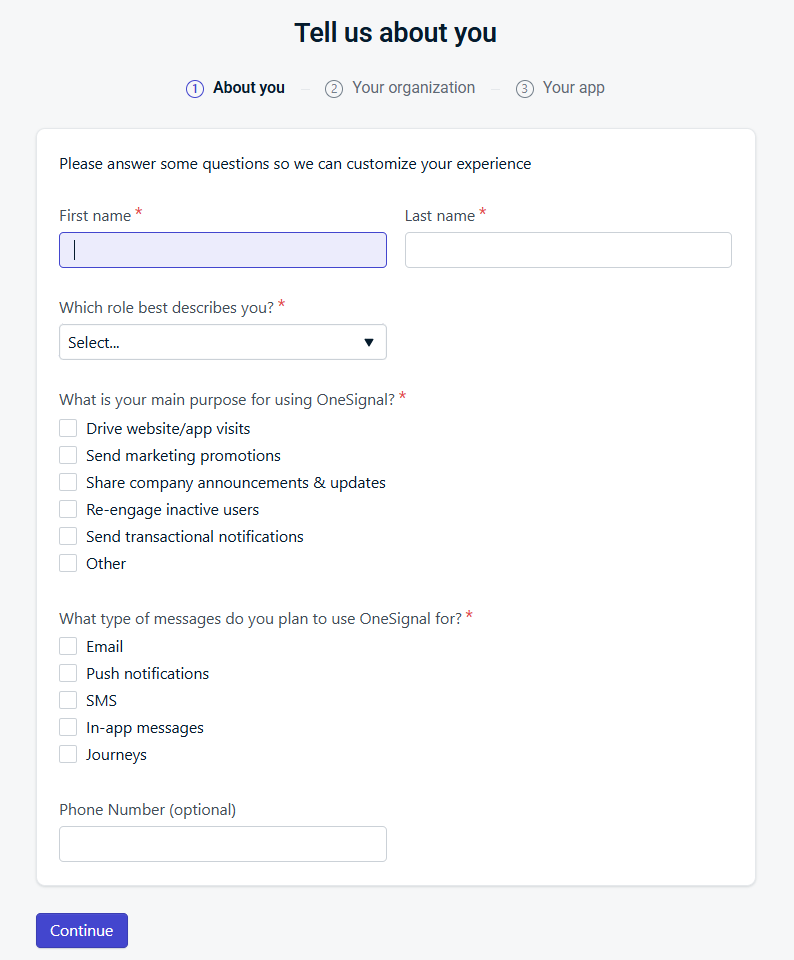 Tell us about you
1 About you 2 Your organization 3 Your app
Please answer some questions so we can customize your experience
First name * Last name *
Which role best describes you? *
Select...
What is your main purpose for using OneSignal? *
Drive website/app visits
Send marketing promotions
Share company announcements & updates
Re-engage inactive users
Send transactional notifications
Other
What type of messages do you plan to use OneSignal for? *
Email
Push notifications
SMS
In-app messages
Journeys
Phone Number (optional)
Continue